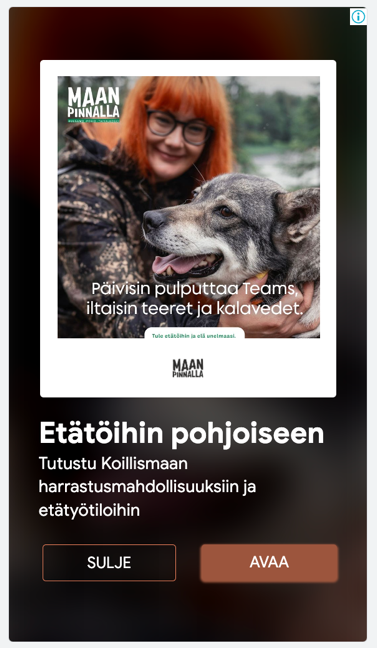 MAAN
PINNALLA
Päivisin pulputtaa Teams,
iltaisin teeret ja kalavedet.
Tule etätöihin ja elä unelmaasi.
MAAN
PINNALLA
Etätöihin pohjoiseen
Tutustu Koillismaan
harrastusmahdollisuuksiin ja
etätyötiloihin
SULJE
AVAA